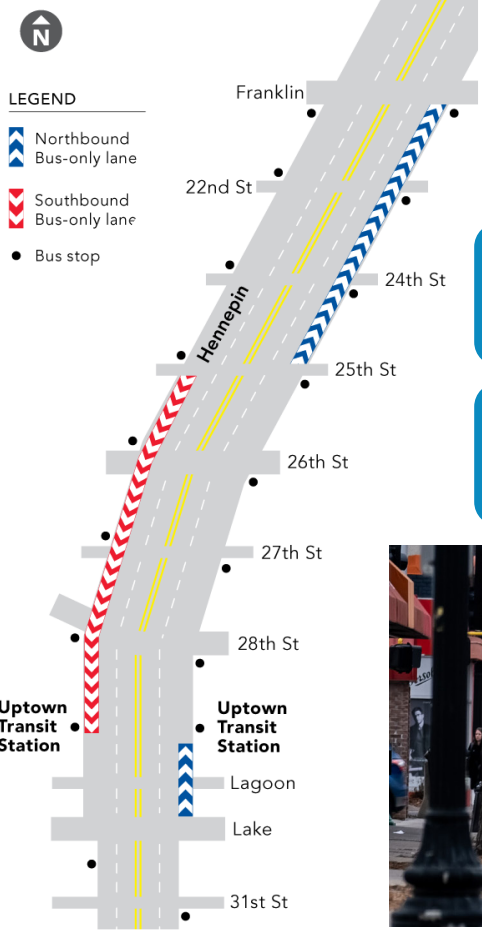 N
LEGEND
Northbound
Bus-only lane
Southbound
Bus-only lane
Bus stop
Franklin
22nd St
24th St
Hennepin
25th St
26th St
27th St
28th St
Uptown
Transit
Station
Uptown
Transit
Station
Lagoon
Lake
31st St